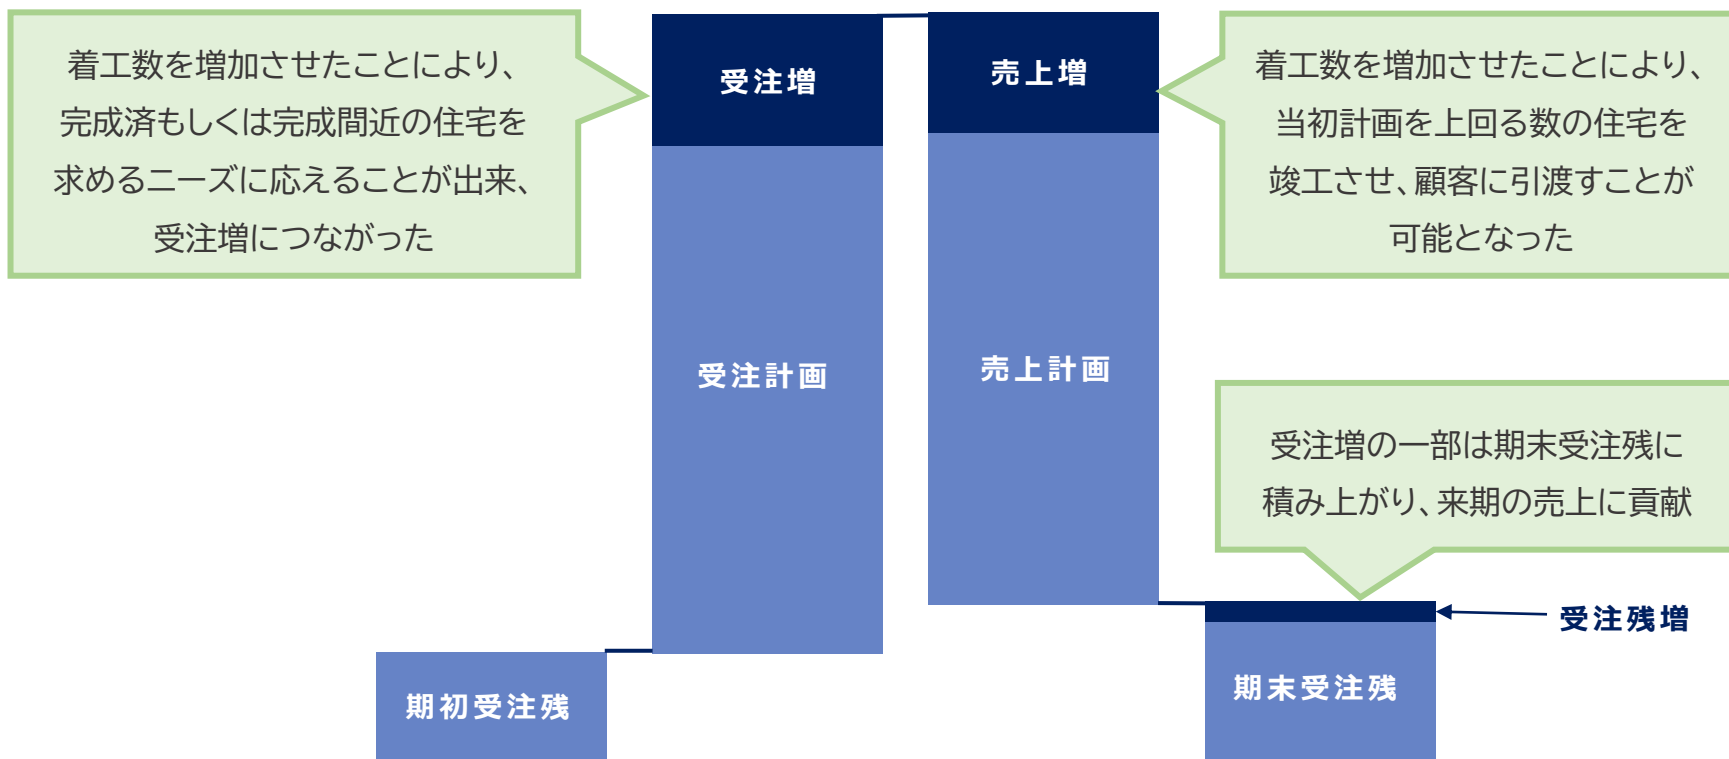 着工数を増加させたことにより、
完成済もしくは完成間近の住宅を
求めるニーズに応えることが出来、
受注増につながった
受注増
売上増
着工数を増加させたことにより、
当初計画を上回る数の住宅を
竣工させ、顧客に引渡すことが
可能となった
受注計画
売上計画
受注増の一部は期末受注残に
積み上がり、来期の売上に貢献
受注残増
期初受注残
期末受注残